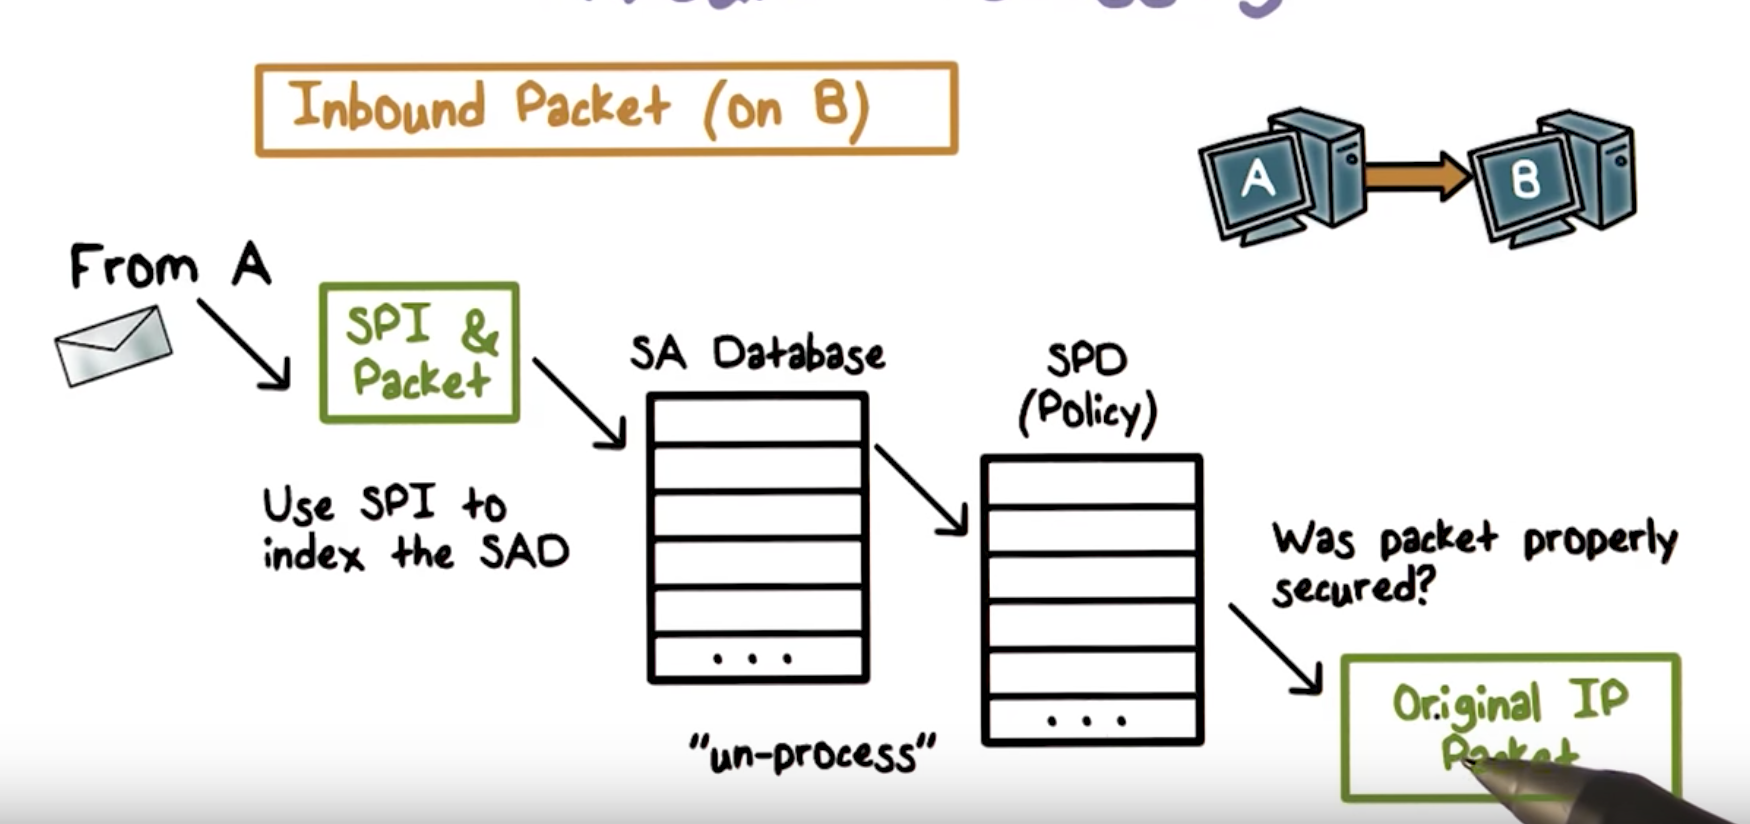 Inbound Packet (on B)
A
B
From A
SPI &
Packet
Use SPI to
index the SAD
SA Database
. . .
"un-process"
SPD
(Policy)
. . .
Was packet properly
secured?
Original IP
Packet